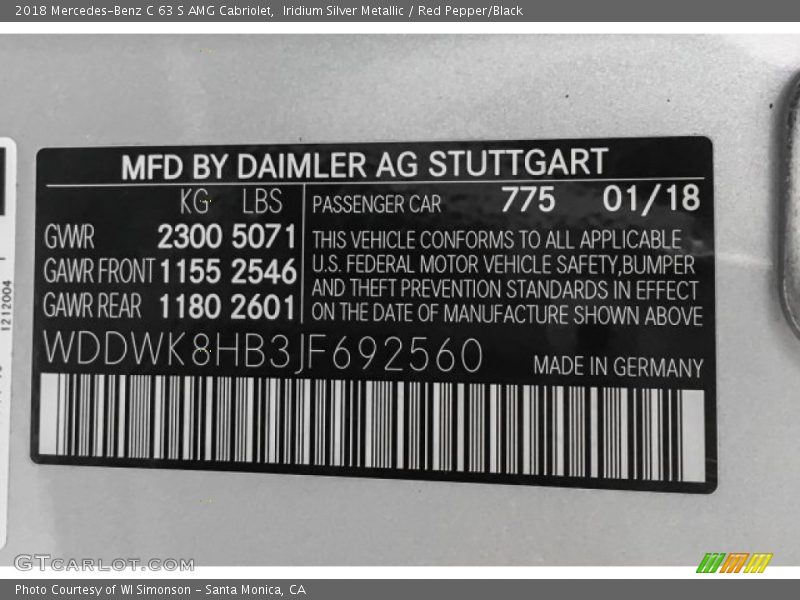 2018 Mercedes-Benz C 63 S AMG Cabriolet, Iridium Silver Metallic / Red Pepper/Black
MFD BY DAIMLER AG STUTTGART
KG LBS
GVWR 2300 5071
GAWR FRONT 1155 2546
GAWR REAR 1180 2601
PASSENGER CAR 775 01/18
THIS VEHICLE CONFORMS TO ALL APPLICABLE
U.S. FEDERAL MOTOR VEHICLE SAFETY,BUMPER
AND THEFT PREVENTION STANDARDS IN EFFECT
ON THE DATE OF MANUFACTURE SHOWN ABOVE
WDDWK8HB3JF692560
MADE IN GERMANY
1212004
GTCARLOT.COM
Photo Courtesy of WI Simonson - Santa Monica, CA